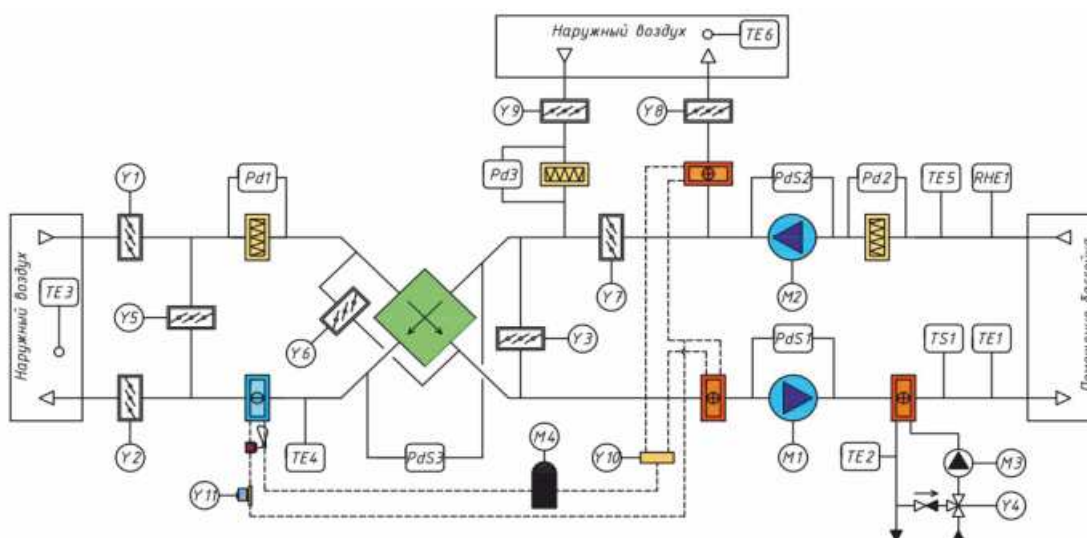 Наружный воздух
TE6
Y9
Y8
Y1
Pd1
Pd3
PdS2
Pd2
TE5
RHE1
Наружный воздух
TE3
Y5
Y6
Y7
M2
Y3
PdS1
TS1
TE1
Y2
TE4
PdS3
M4
Y10
M1
TE2
M3
Y11
Y4